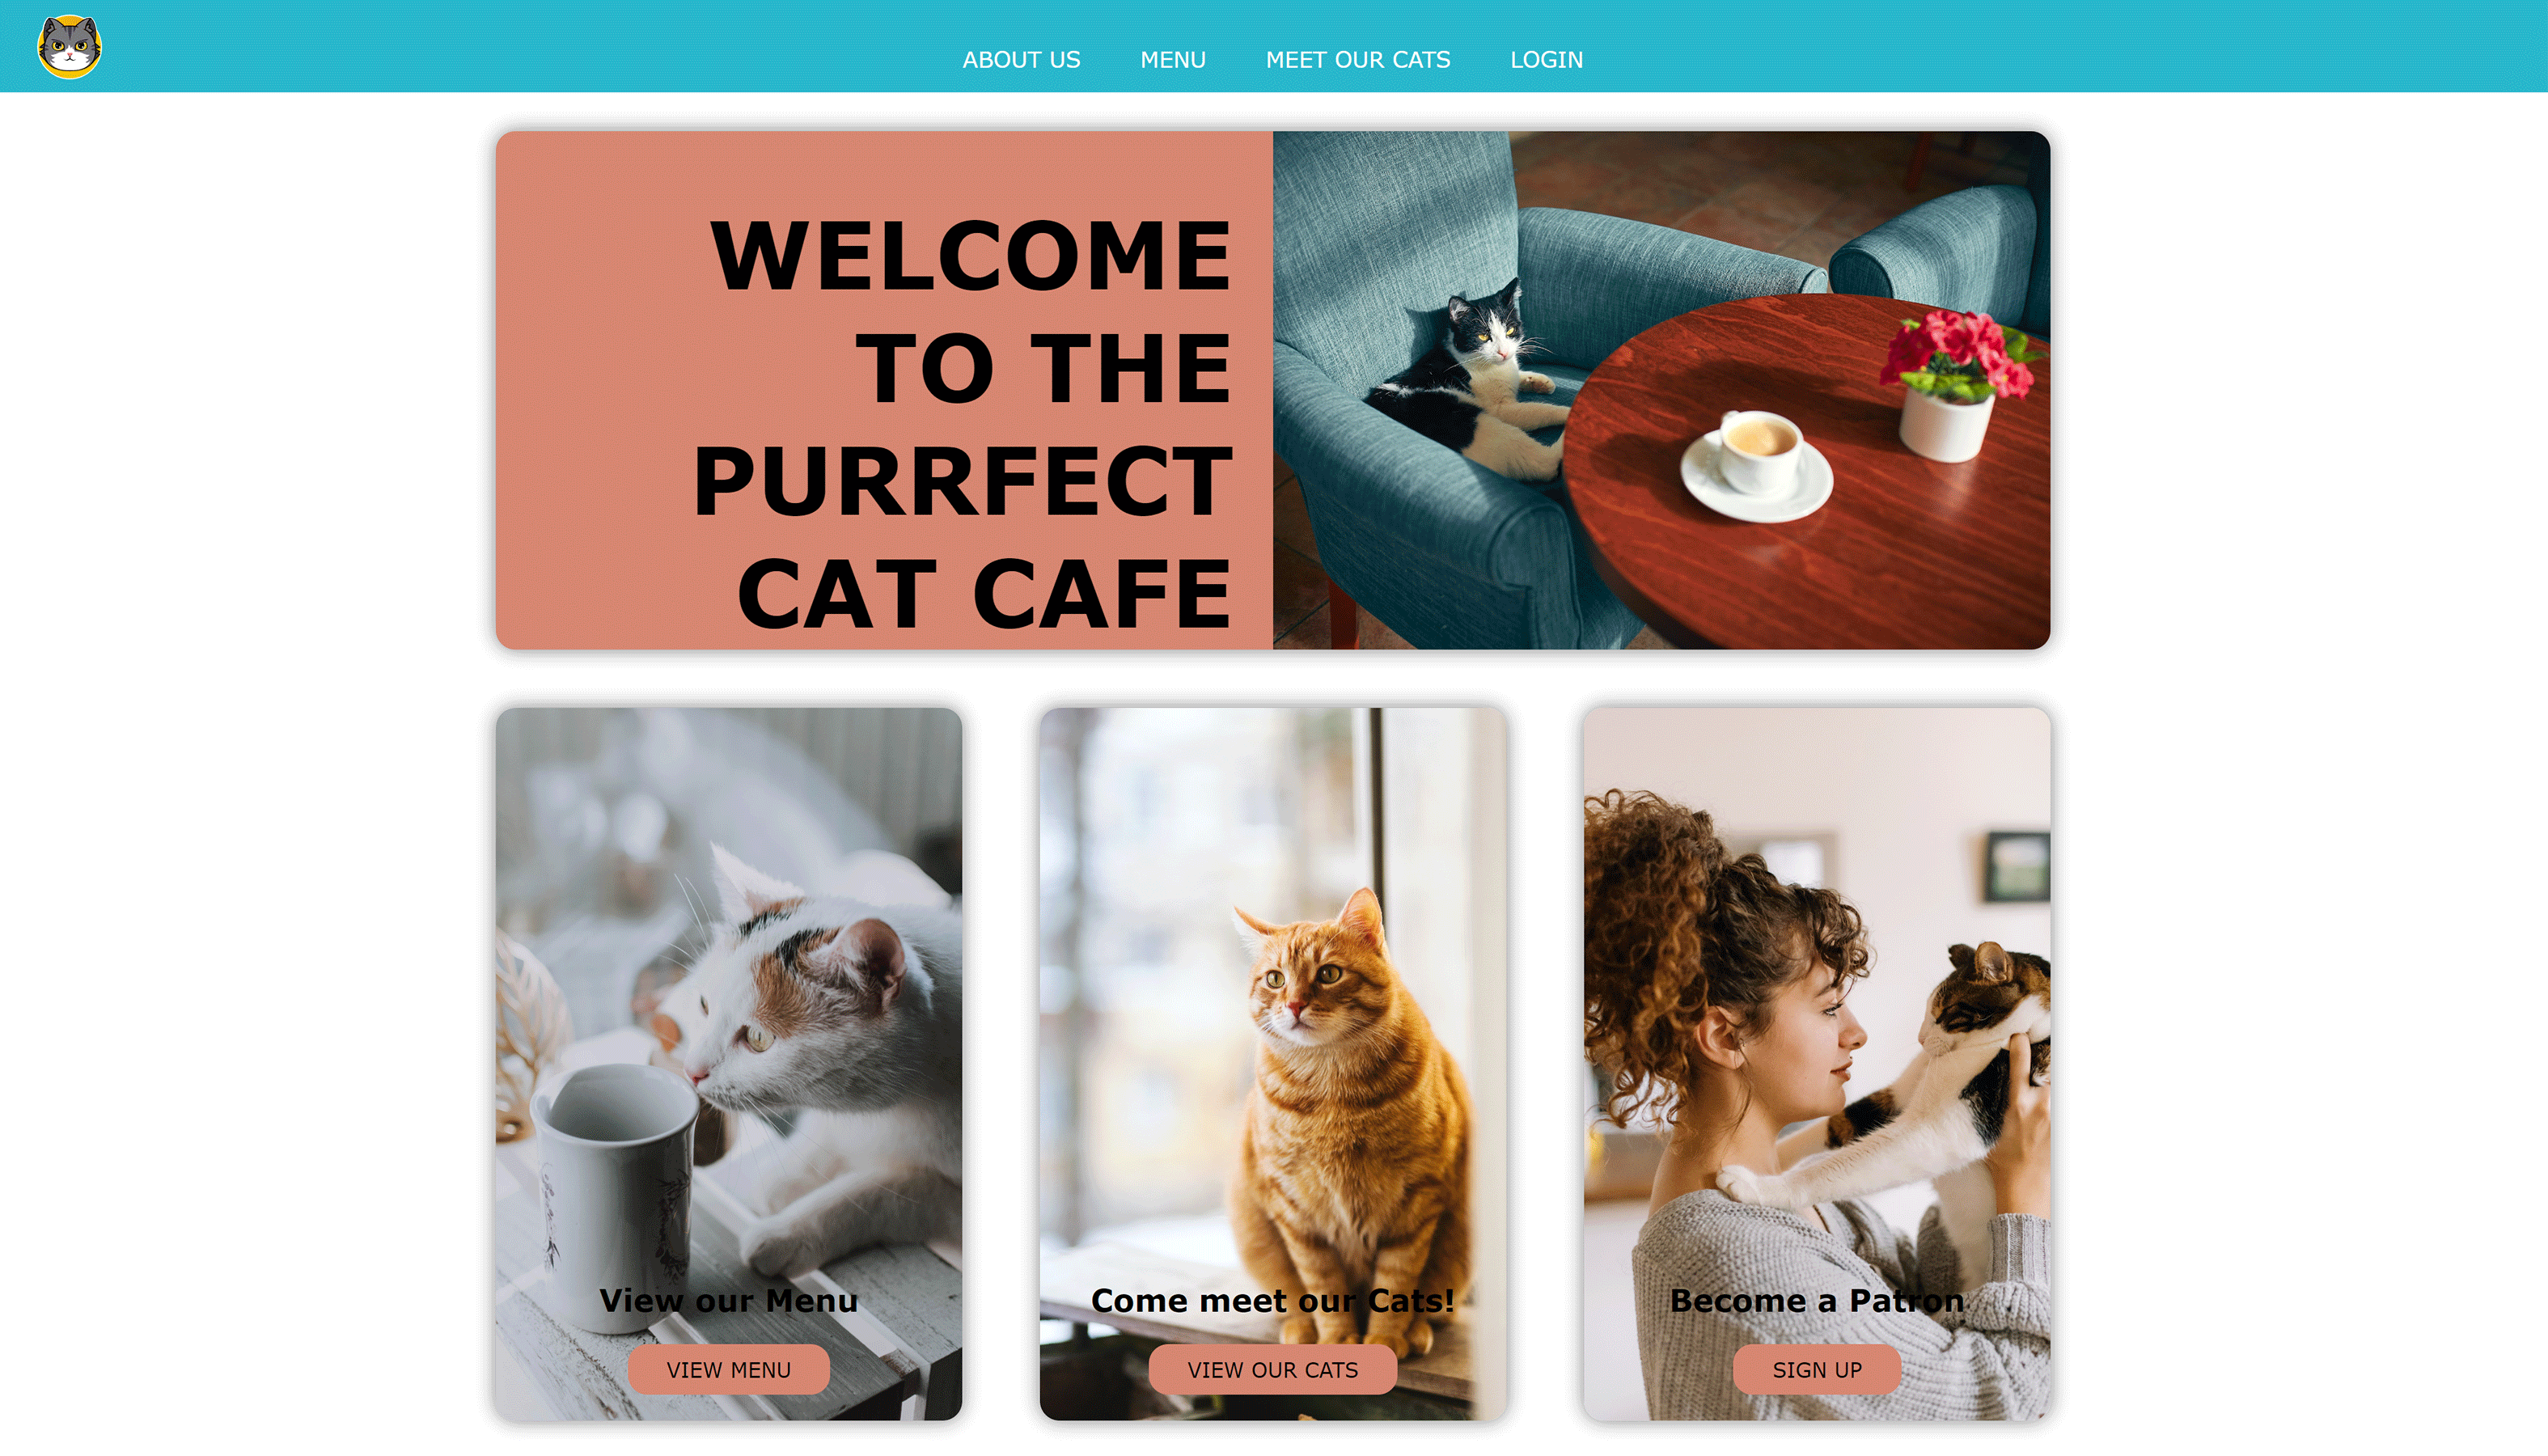 ABOUT US
MENU
MEET OUR CATS
LOGIN
WELCOME
TO THE
PURRFECT
CAT CAFE
View our Menu
VIEW MENU
Come meet our Cats!
VIEW OUR CATS
Become a Patron
SIGN UP